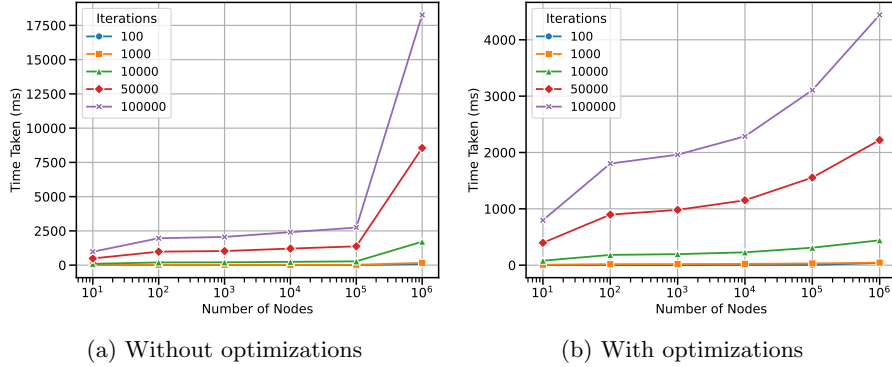 Iterations
100
1000
10000
50000
100000
17500
15000
12500
10000
7500
5000
2500
0
Time Taken (ms)
10^1 10^2 10^3 10^4 10^5 10^6
Number of Nodes
(a) Without optimizations
Iterations
100
1000
10000
50000
100000
4000
3000
2000
1000
0
Time Taken (ms)
10^1 10^2 10^3 10^4 10^5 10^6
Number of Nodes
(b) With optimizations